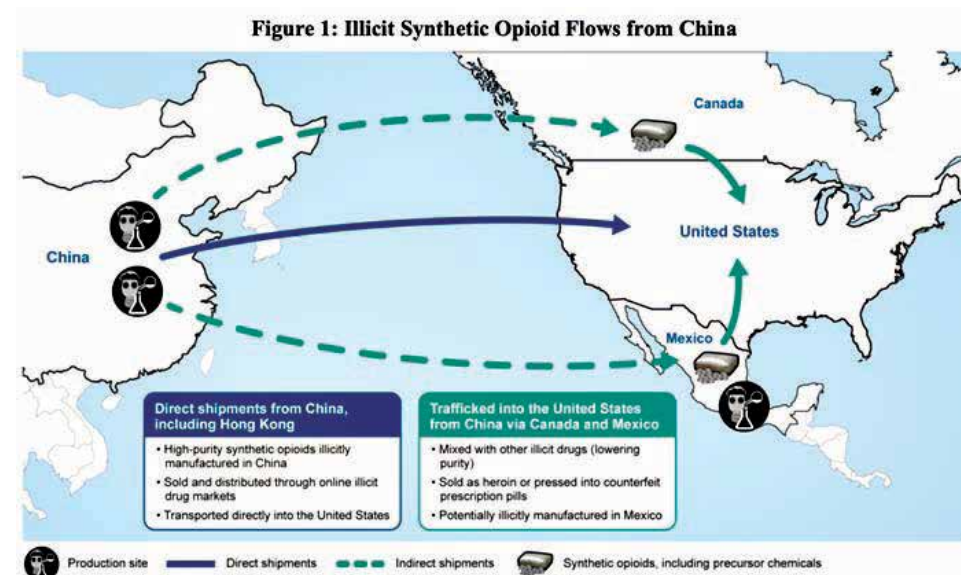 Figure 1: Illicit Synthetic Opioid Flows from China
Canada
China
United States
Mexico
Direct shipments from China,
including Hong Kong
• High-purity synthetic opioids illicitly
manufactured in China
• Sold and distributed through online illicit
drug markets
• Transported directly into the United States
Trafficked into the United States
from China via Canada and Mexico
• Mixed with other illicit drugs (lowering
purity)
• Sold as heroin or pressed into counterfeit
prescription pills
• Potentially illicitly manufactured in Mexico
Production site
Direct shipments
Indirect shipments
Synthetic opioids, including precursor chemicals